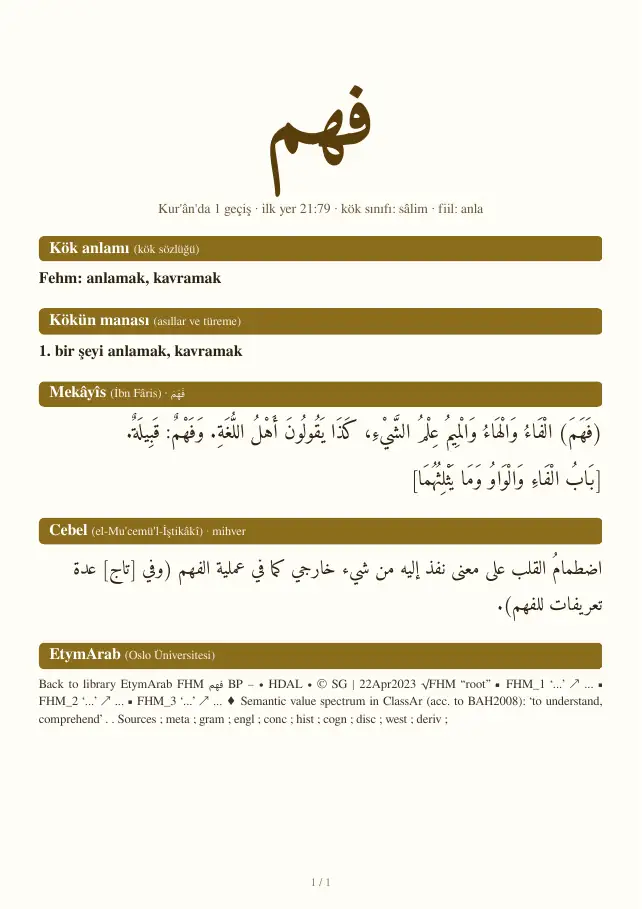 فهم
Kur'ân'da 1 geçiş · ilk yer 21:79 · kök sınıfı: sâlim · fiil: anla
Kök anlamı (kök sözlüğü)
Fehm: anlamak, kavramak
Kökün manası (asıllar ve türeme)
1. bir şeyi anlamak, kavramak
Mekâyîs (İbn Fâris) · فَهَمَ
(فَهَمَ) الْفَاءُ وَالْهَاءُ وَالْمِيمُ عِلْمُ الشَّيْءِ، كَذَا يَقُولُونَ أَهْلُ اللُّغَةِ. وَفَهْمٌ: قَبِيلَةٌ.
[بَابُ الْفَاءِ وَالْوَاوُ وَمَا يَثْلِثُهُمَا]
Cebel (el-Mu'cemü'l-İştikâkî) · mihver
اضطمامُ القلب على معنى نفذ إليه من شيء خارجي كما في عملية الفهم (وفي [تاج] عدة
تعريفات للفهم).
EtymArab (Oslo Üniversitesi)
Back to library EtymArab FHM فهم BP – • HDAL • © SG | 22Apr2023 √FHM “root” ▪ FHM_1 ‘...’ ↗ ... ▪
FHM_2 ‘...’ ↗ ... ▪ FHM_3 ‘...’ ↗ ... ♦ Semantic value spectrum in ClassAr (acc. to BAH2008): ‘to understand,
comprehend’ . . Sources ; meta ; gram ; engl ; conc ; hist ; cogn ; disc ; west ; deriv ;
1 / 1